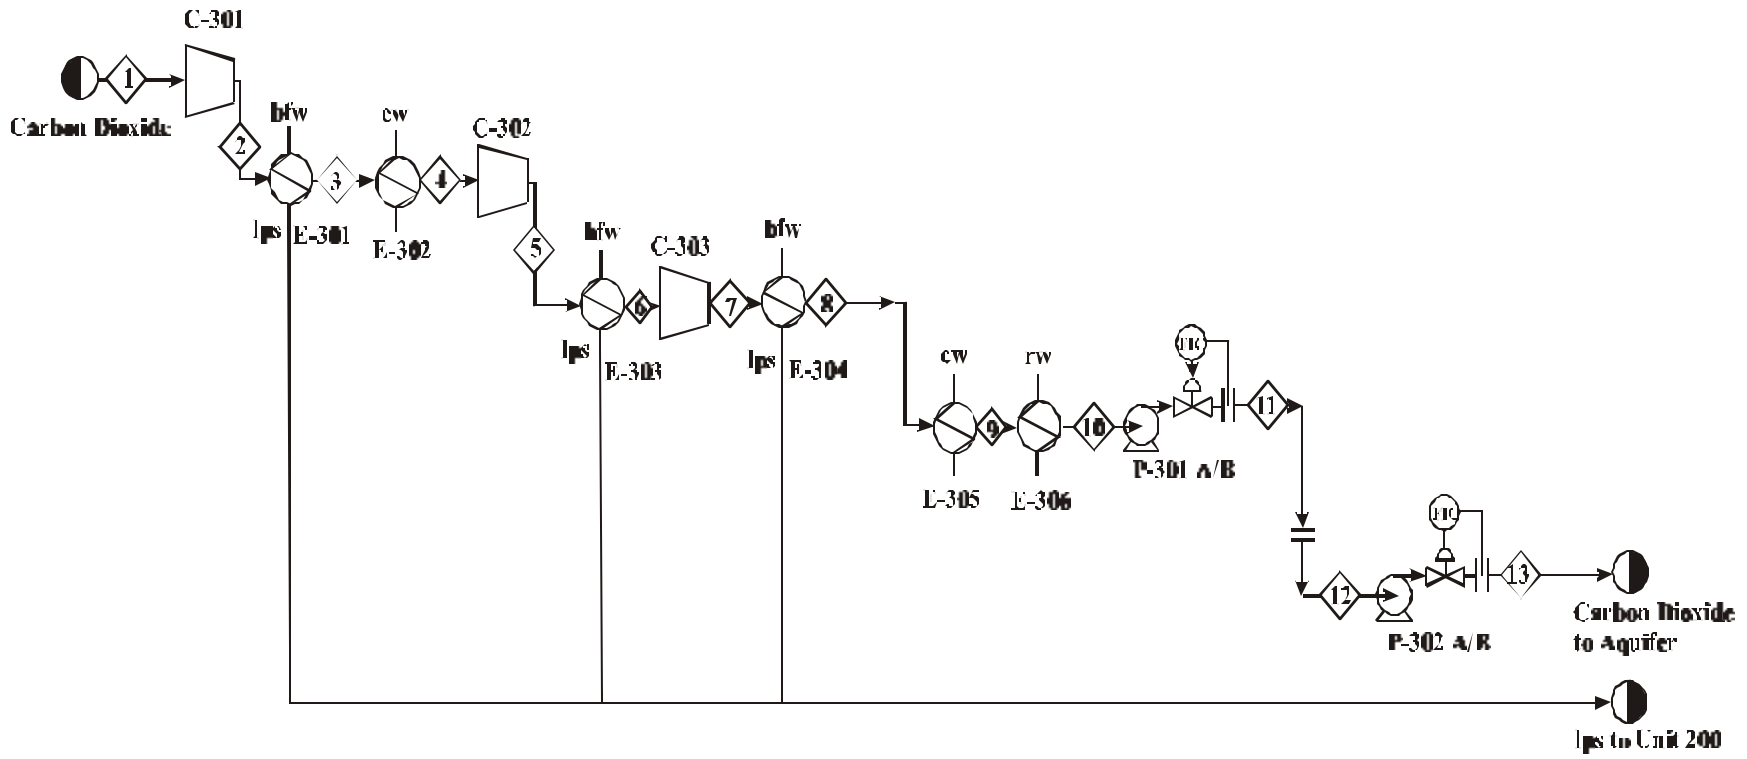 C-301
1
Carbon Dioxide
bfw
2
cw
C-302
3
4
lps
E-301
E-302
5
bfw
C-303
bfw
6
7
8
lps
E-303
lps
E-304
cw
rw
FIC
9
10
11
E-305
E-306
P-301 A/B
FIC
12
13
P-302 A/B
Carbon Dioxide
to Aquifer
lps to Unit 200